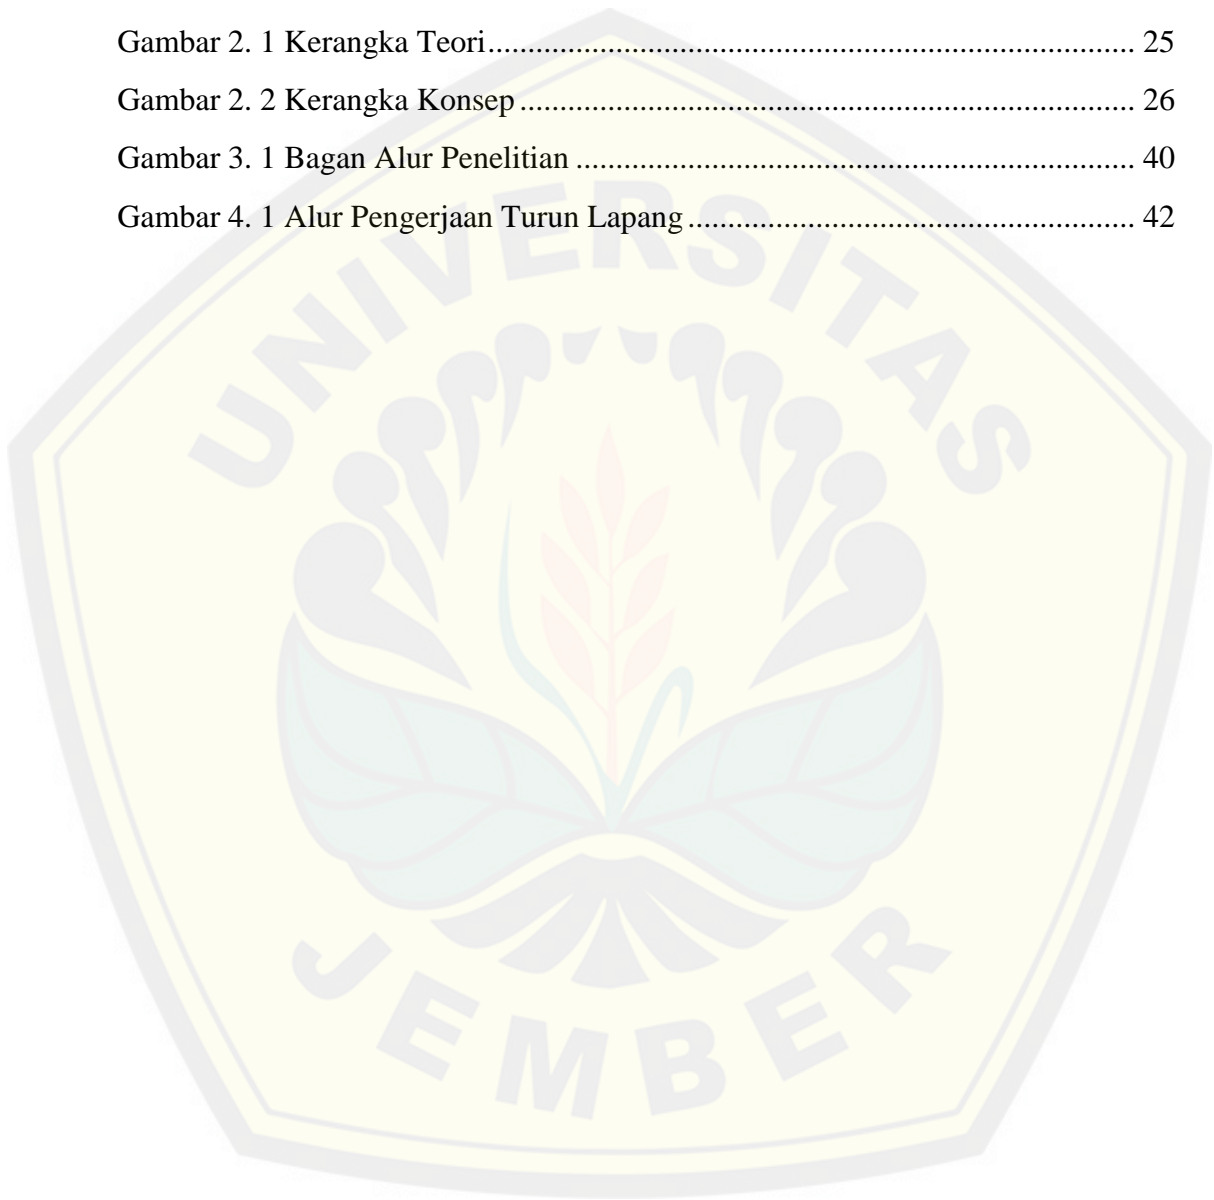 Gambar 2. 1 Kerangka Teori................................................................................. 25
Gambar 2. 2 Kerangka Konsep ............................................................................. 26
Gambar 3. 1 Bagan Alur Penelitian ...................................................................... 40
Gambar 4. 1 Alur Pengerjaan Turun Lapang ........................................................ 42
UNIVERSITAS
JEMBER